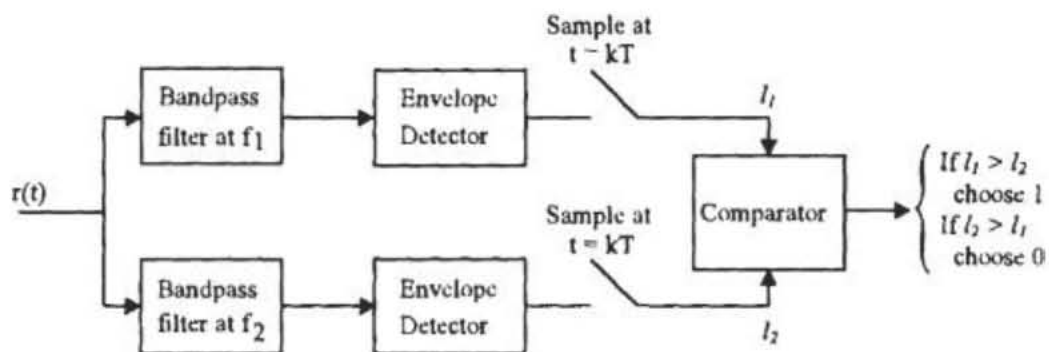 Sample at
t = kT
Bandpass
filter at f1
Envelope
Detector
l1
r(t)
Comparator
If l1 > l2
choose 1
If l2 > l1
choose 0
Sample at
t = kT
Bandpass
filter at f2
Envelope
Detector
l2